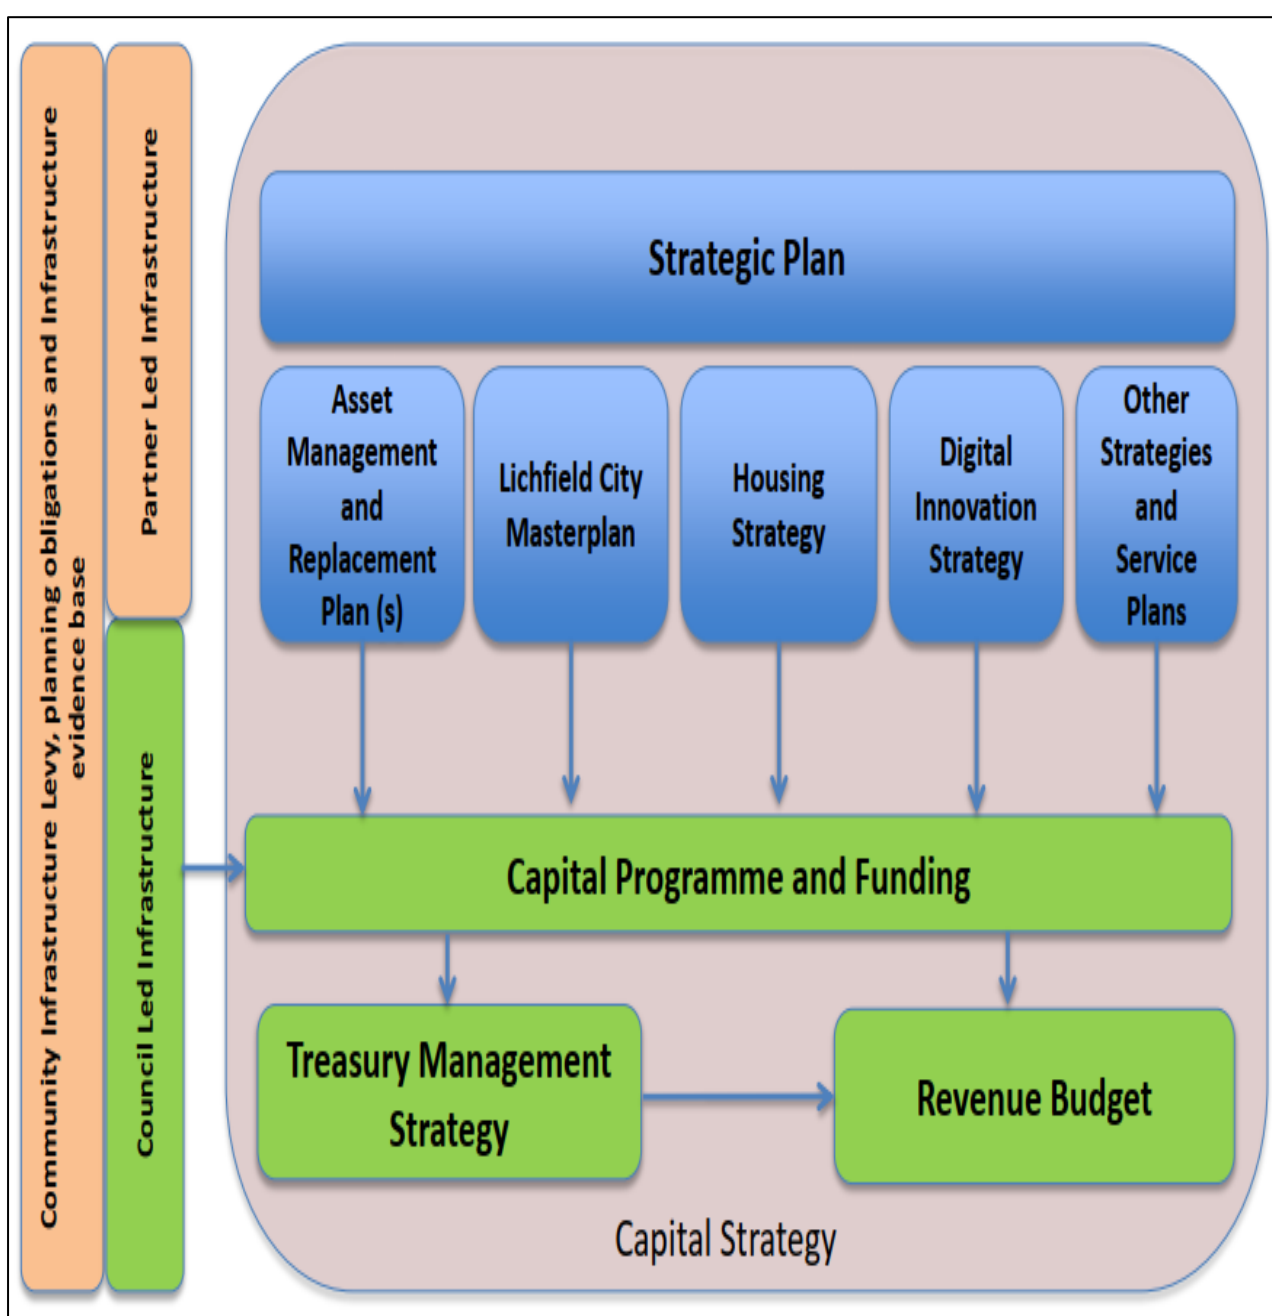 Community Infrastructure Levy, planning obligations and Infrastructure
evidence base
Partner Led Infrastructure
Council Led Infrastructure
Strategic Plan
Asset
Management
and
Replacement
Plan (s)
Lichfield City
Masterplan
Housing
Strategy
Digital
Innovation
Strategy
Other
Strategies
and
Service
Plans
Capital Programme and Funding
Treasury Management
Strategy
Revenue Budget
Capital Strategy